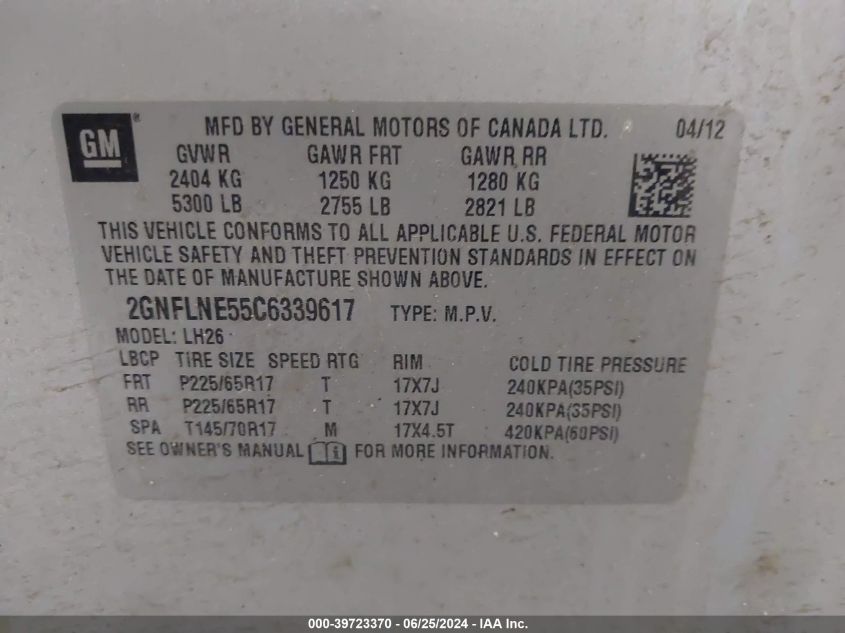 GM ® MFD BY GENERAL MOTORS OF CANADA LTD. 04/12
GVWR GAWR FRT GAWR RR
2404 KG 1250 KG 1280 KG
5300 LB 2755 LB 2821 LB
THIS VEHICLE CONFORMS TO ALL APPLICABLE U.S. FEDERAL MOTOR
VEHICLE SAFETY AND THEFT PREVENTION STANDARDS IN EFFECT ON
THE DATE OF MANUFACTURE SHOWN ABOVE.
2GNFLNE55C6339617 TYPE: M.P.V.
MODEL: LH26
LBCP TIRE SIZE SPEED RTG RIM COLD TIRE PRESSURE
FRT P225/65R17 T 17X7J 240KPA(35PSI)
RR P225/65R17 T 17X7J 240KPA(35PSI)
SPA T145/70R17 M 17X4.5T 420KPA(60PSI)
SEE OWNER'S MANUAL i FOR MORE INFORMATION.
000-39723370 - 06/25/2024 - IAA Inc.